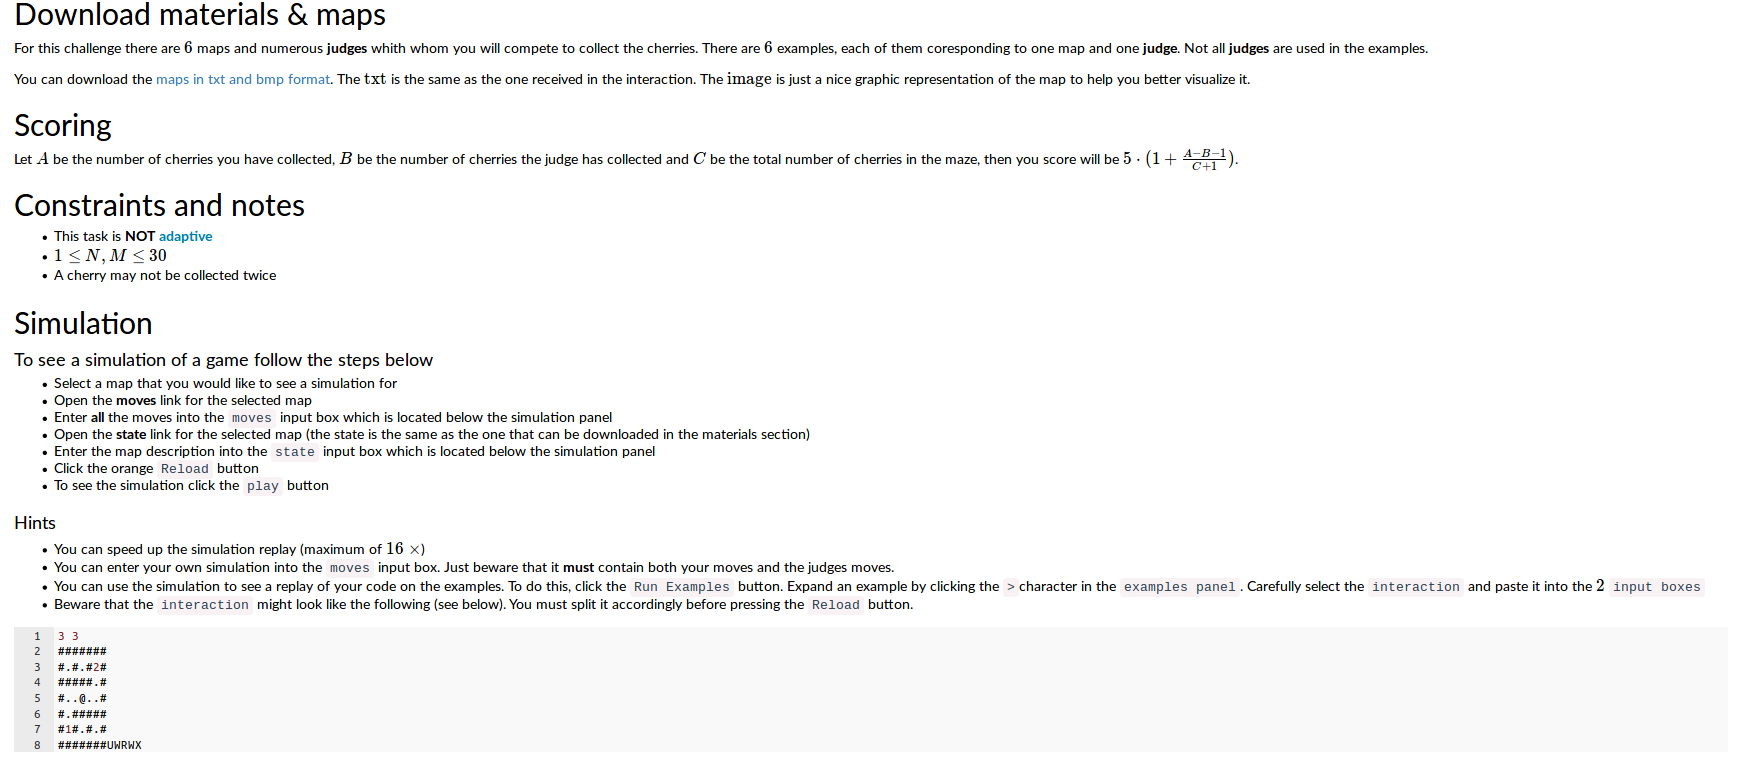 Download materials & maps
For this challenge there are 6 maps and numerous judges whith whom you will compete to collect the cherries. There are 6 examples, each of them coresponding to one map and one judge. Not all judges are used in the examples.
You can download the maps in txt and bmp format. The txt is the same as the one received in the interaction. The image is just a nice graphic representation of the map to help you better visualize it.
Scoring
Let A be the number of cherries you have collected, B be the number of cherries the judge has collected and C be the total number of cherries in the maze, then you score will be 5 · (1 + \frac{A−B−1}{C+1}).
Constraints and notes
• This task is NOT adaptive
• 1 ≤ N, M ≤ 30
• A cherry may not be collected twice
Simulation
To see a simulation of a game follow the steps below
• Select a map that you would like to see a simulation for
• Open the moves link for the selected map
• Enter all the moves into the moves input box which is located below the simulation panel
• Open the state link for the selected map (the state is the same as the one that can be downloaded in the materials section)
• Enter the map description into the state input box which is located below the simulation panel
• Click the orange Reload button
• To see the simulation click the play button
Hints
• You can speed up the simulation replay (maximum of 16 ×)
• You can enter your own simulation into the moves input box. Just beware that it must contain both your moves and the judges moves.
• You can use the simulation to see a replay of your code on the examples. To do this, click the Run Examples button. Expand an example by clicking the > character in the examples panel . Carefully select the interaction and paste it into the 2 input boxes
• Beware that the interaction might look like the following (see below). You must split it accordingly before pressing the Reload button.
1 3 3
2 #######
3 #.#.#2#
4 #####.#
5 #..@..#
6 #.#####
7 #1#.#.#
8 #######UWRWX